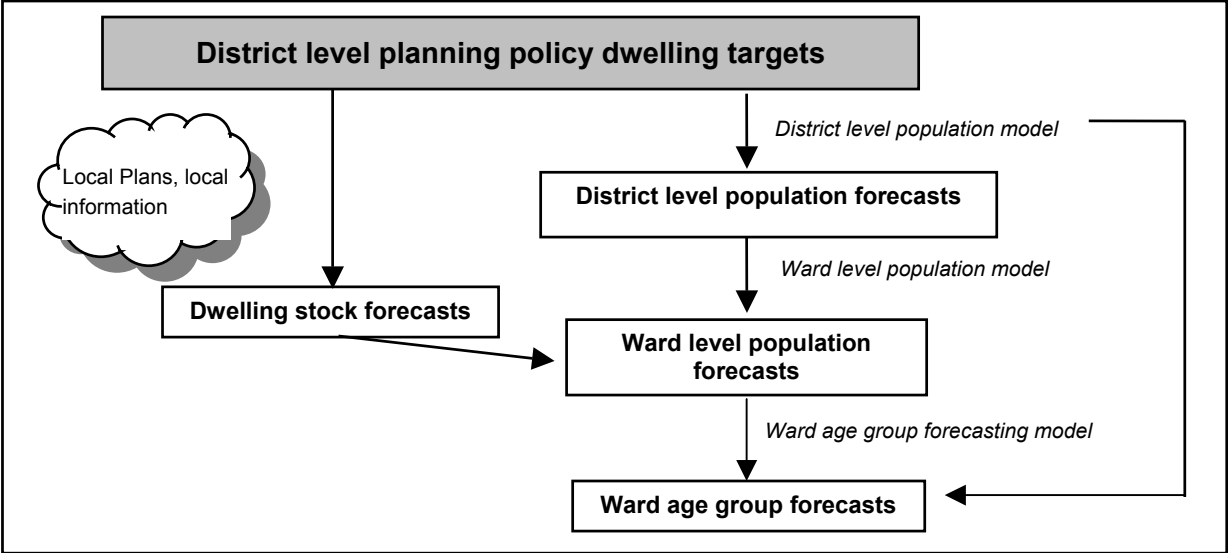 District level planning policy dwelling targets
District level population model
Local Plans, local
information
District level population forecasts
Ward level population model
Dwelling stock forecasts
Ward level population
forecasts
Ward age group forecasting model
Ward age group forecasts